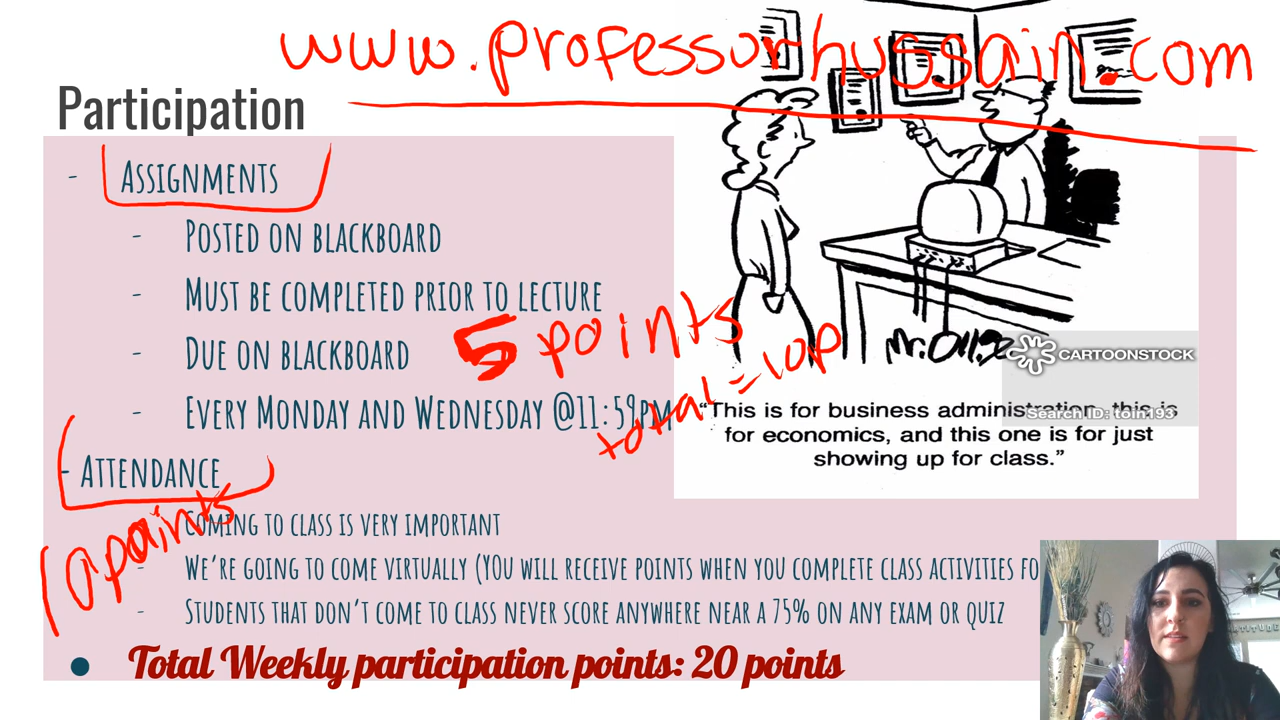 www.professorhussain.com
Participation
- Assignments
- Posted on Blackboard
- Must be completed prior to lecture
- Due on Blackboard
5 points
- Every Monday and Wednesday @11:59pm
total = 10p
- Attendance
10 points
- Coming to class is very important
- We're going to come virtually (You will receive points when you complete class activities fo
- Students that don't come to class never score anywhere near a 75% on any exam or quiz
● Total Weekly participation points: 20 points
CARTOONSTOCK
Search ID: toin193
"This is for business administration, this is
for economics, and this one is for just
showing up for class."